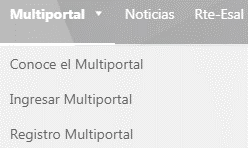 Multiportal Noticias Rte-Esal
Conoce el Multiportal
Ingresar Multiportal
Registro Multiportal